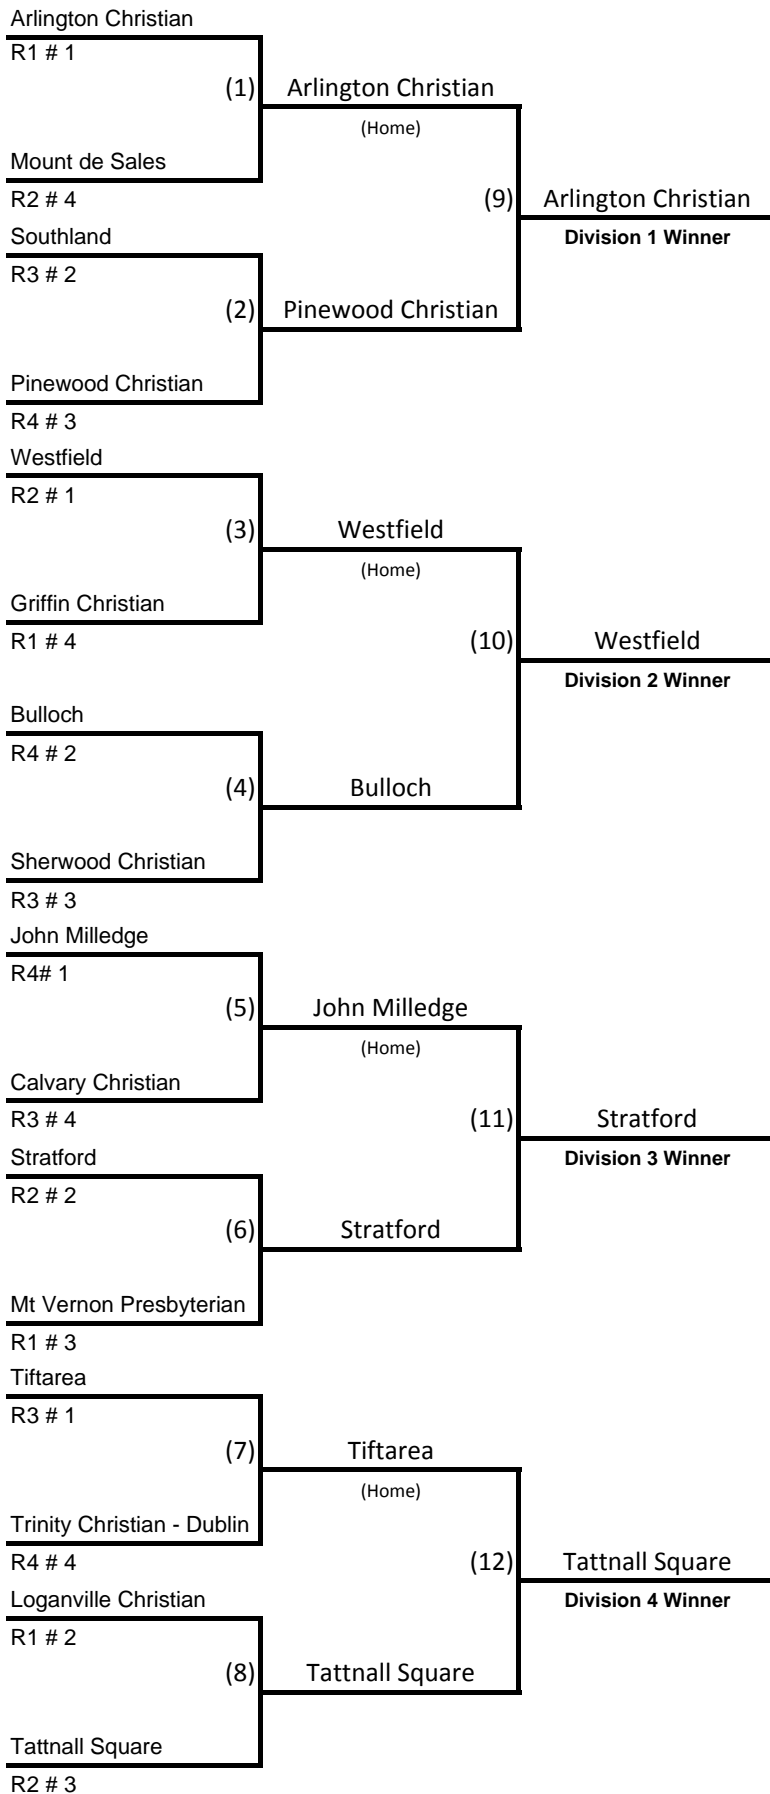 Arlington Christian
R1 # 1
(1) Arlington Christian
(Home)
Mount de Sales
R2 # 4
(9) Arlington Christian
Southland
Division 1 Winner
R3 # 2
(2) Pinewood Christian
Pinewood Christian
R4 # 3
Westfield
R2 # 1
(3) Westfield
(Home)
Griffin Christian
R1 # 4
(10) Westfield
Division 2 Winner
Bulloch
R4 # 2
(4) Bulloch
Sherwood Christian
R3 # 3
John Milledge
R4# 1
(5) John Milledge
(Home)
Calvary Christian
R3 # 4
(11) Stratford
Stratford
Division 3 Winner
R2 # 2
(6) Stratford
Mt Vernon Presbyterian
R1 # 3
Tiftarea
R3 # 1
(7) Tiftarea
(Home)
Trinity Christian - Dublin
R4 # 4
(12) Tattnall Square
Loganville Christian
Division 4 Winner
R1 # 2
(8) Tattnall Square
Tattnall Square
R2 # 3